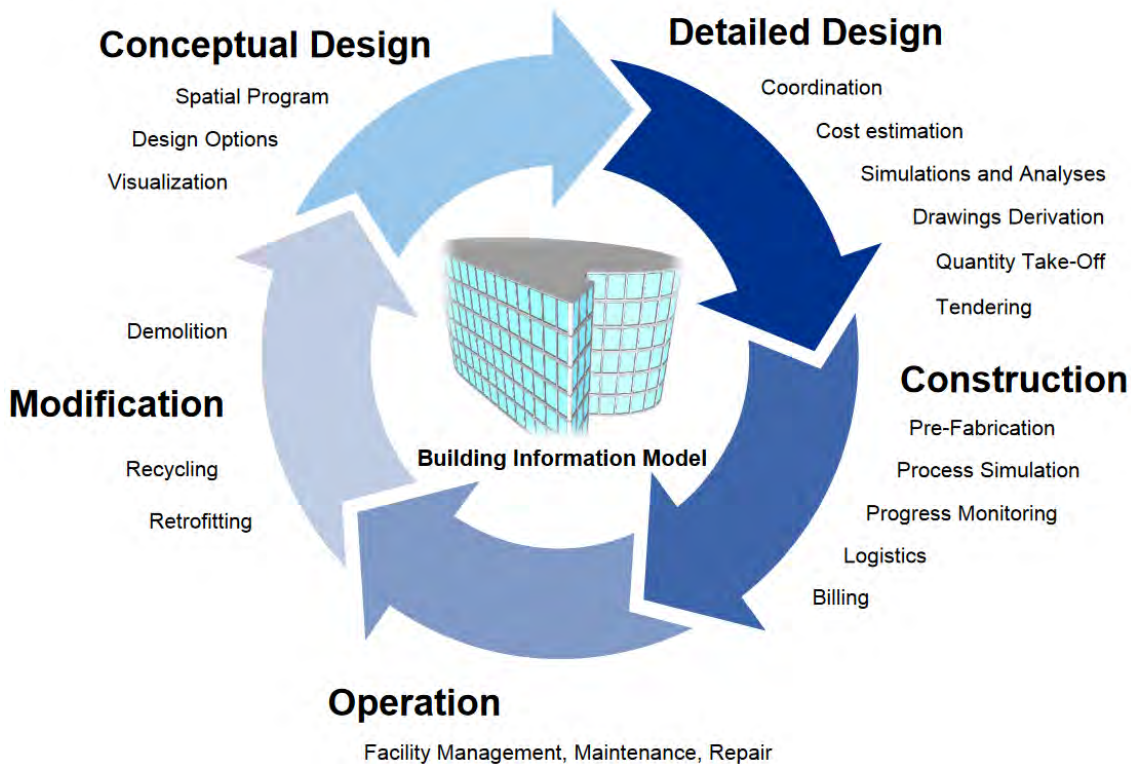 Conceptual Design
Spatial Program
Design Options
Visualization
Detailed Design
Coordination
Cost estimation
Simulations and Analyses
Drawings Derivation
Quantity Take-Off
Tendering
Construction
Pre-Fabrication
Process Simulation
Progress Monitoring
Logistics
Billing
Operation
Facility Management, Maintenance, Repair
Demolition
Modification
Recycling
Retrofitting
Building Information Model